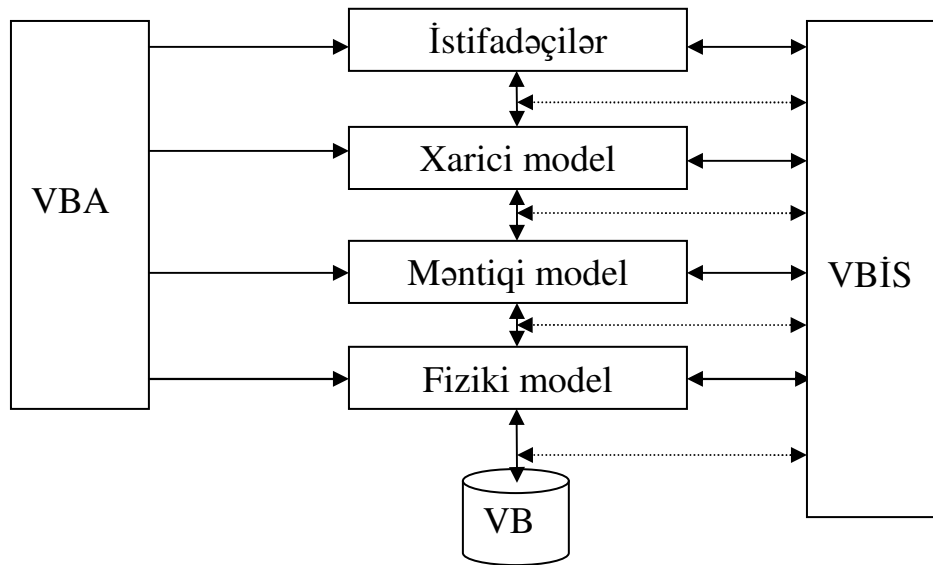 İstifadəçilər
Xarici model
VBA
Məntiqi model
VBİS
Fiziki model
VB